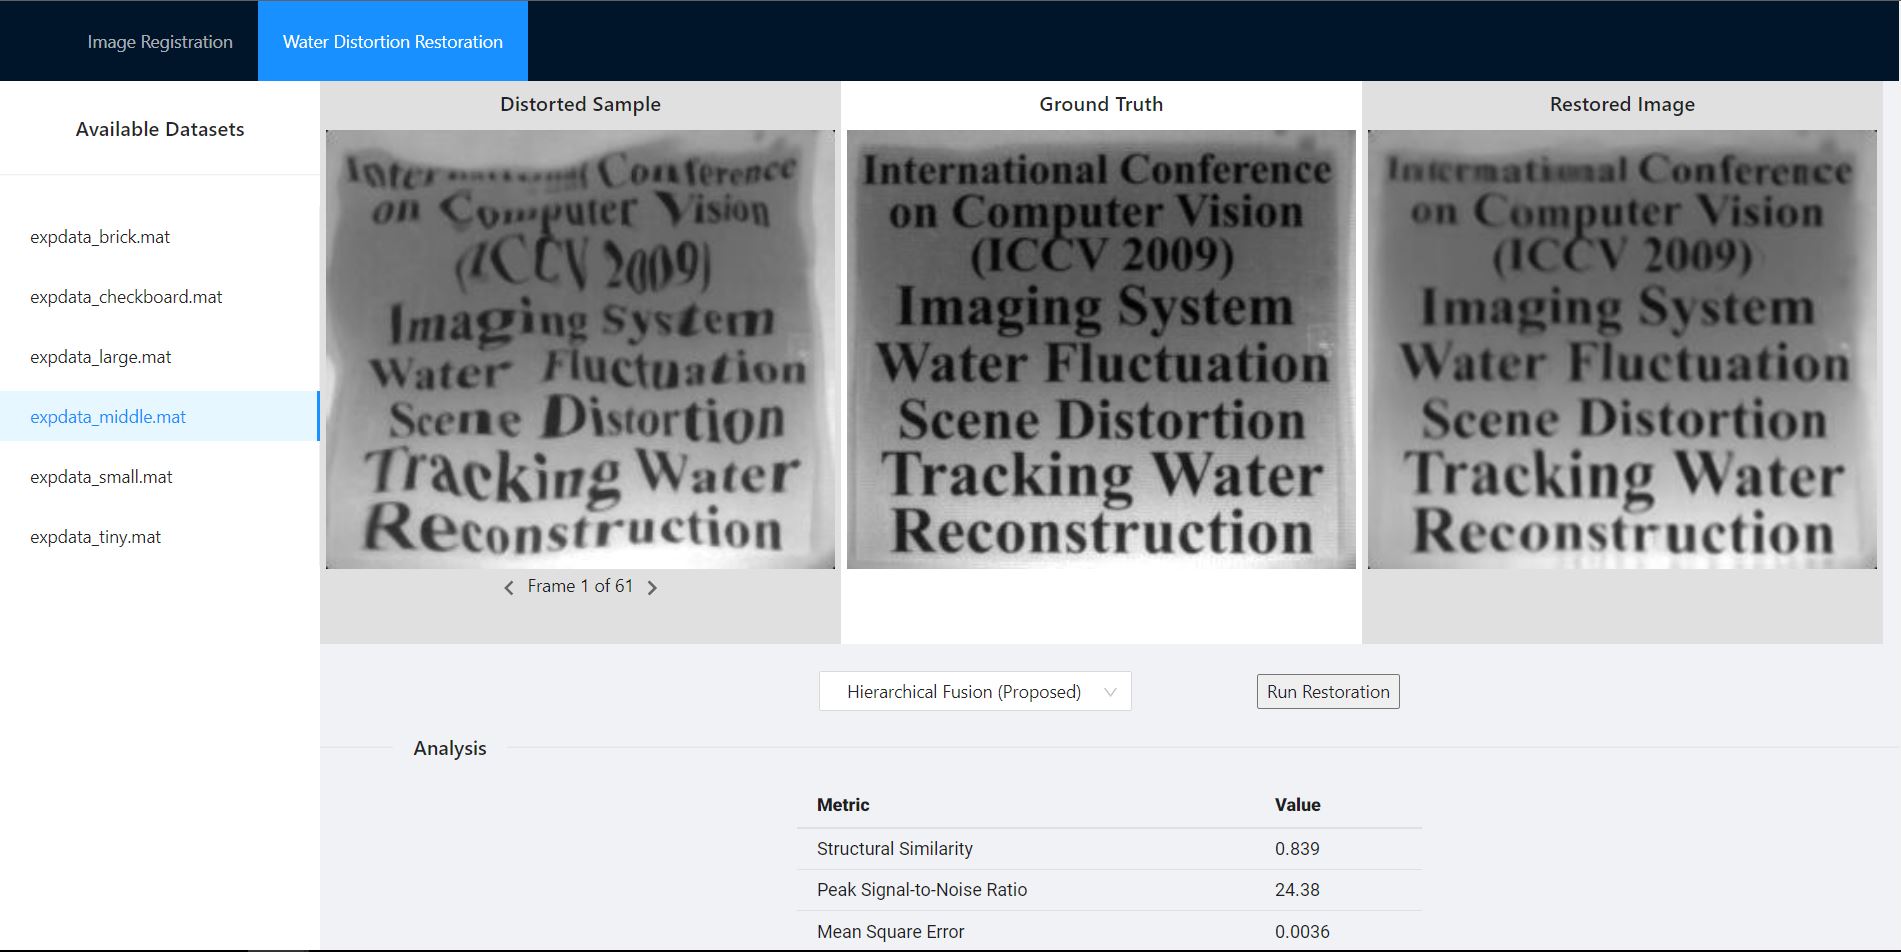 Image Registration
Water Distortion Restoration
Available Datasets
expdata_brick.mat
expdata_checkboard.mat
expdata_large.mat
expdata_middle.mat
expdata_small.mat
expdata_tiny.mat
Distorted Sample
International Conference
on Computer Vision
(ICCV 2009)
Imaging System
Water Fluctuation
Scene Distortion
Tracking Water
Reconstruction
Frame 1 of 61
Ground Truth
International Conference
on Computer Vision
(ICCV 2009)
Imaging System
Water Fluctuation
Scene Distortion
Tracking Water
Reconstruction
Restored Image
International Conference
on Computer Vision
(ICCV 2009)
Imaging System
Water Fluctuation
Scene Distortion
Tracking Water
Reconstruction
Hierarchical Fusion (Proposed)
Run Restoration
Analysis
Metric Value
Structural Similarity 0.839
Peak Signal-to-Noise Ratio 24.38
Mean Square Error 0.0036